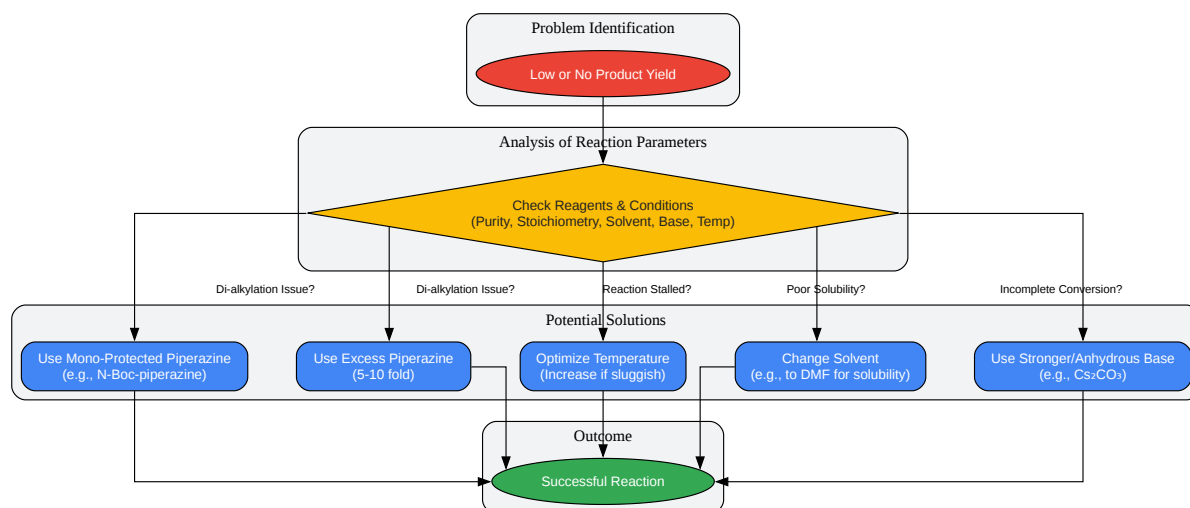 Problem Identification
Low or No Product Yield
Analysis of Reaction Parameters
Check Reagents & Conditions
(Purity, Stoichiometry, Solvent, Base, Temp)
Di-alkylation Issue?
Di-alkylation Issue?
Reaction Stalled?
Poor Solubility?
Incomplete Conversion?
Potential Solutions
Use Mono-Protected Piperazine
(e.g., N-Boc-piperazine)
Use Excess Piperazine
(5-10 fold)
Optimize Temperature
(Increase if sluggish)
Change Solvent
(e.g., to DMF for solubility)
Use Stronger/Anhydrous Base
(e.g., Cs₂CO₃)
Outcome
Successful Reaction